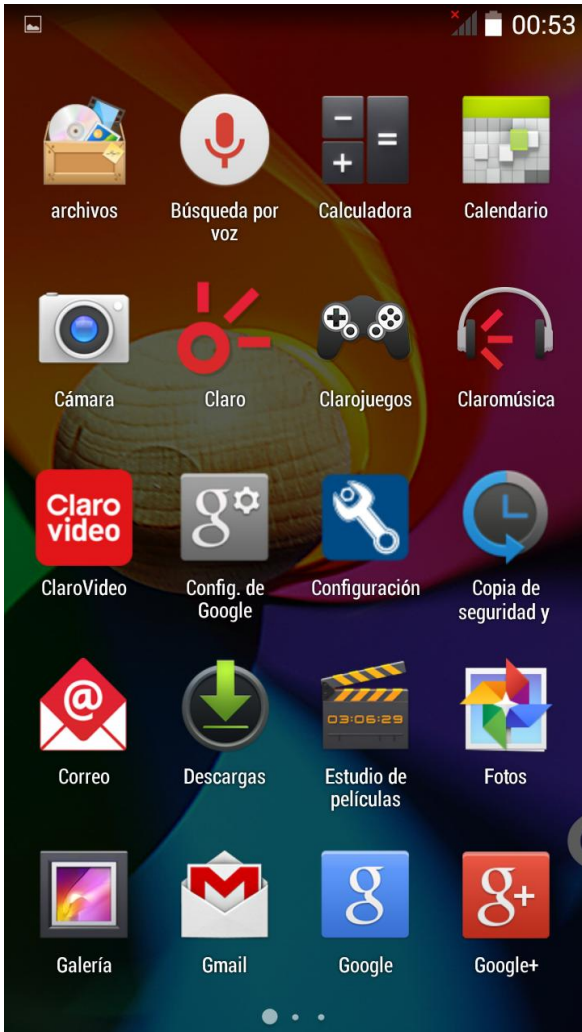 00:53
archivos
Búsqueda por
voz
Calculadora
Calendario
Cámara
Claro
Clarojuegos
Claromúsica
Claro
video
ClaroVideo
Config. de
Google
Configuración
Copia de
seguridad y
Correo
Descargas
03:06:29
Estudio de
películas
Fotos
Galería
Gmail
Google
Google+